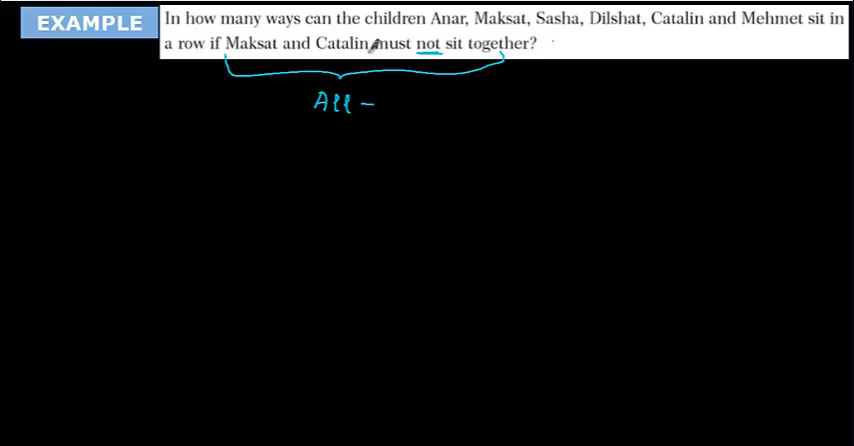 EXAMPLE
In how many ways can the children Anar, Maksat, Sasha, Dilshat, Catalin and Mehmet sit in
a row if Maksat and Catalin must not sit together?
All –